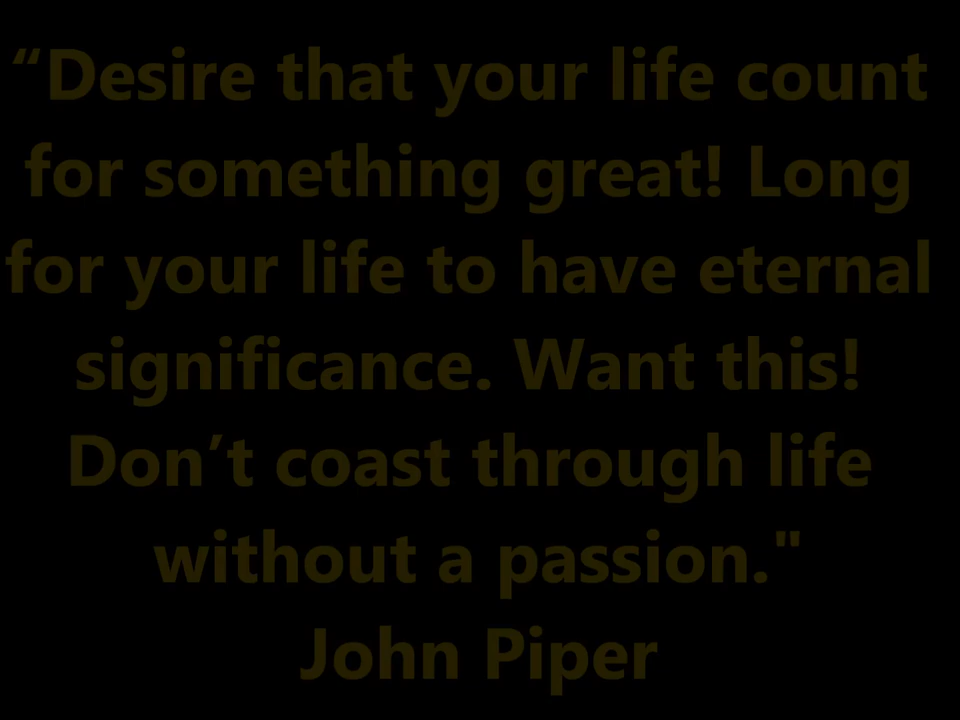 “Desire that your life count
for something great! Long
for your life to have eternal
significance. Want this!
Don’t coast through life
without a passion."
John Piper